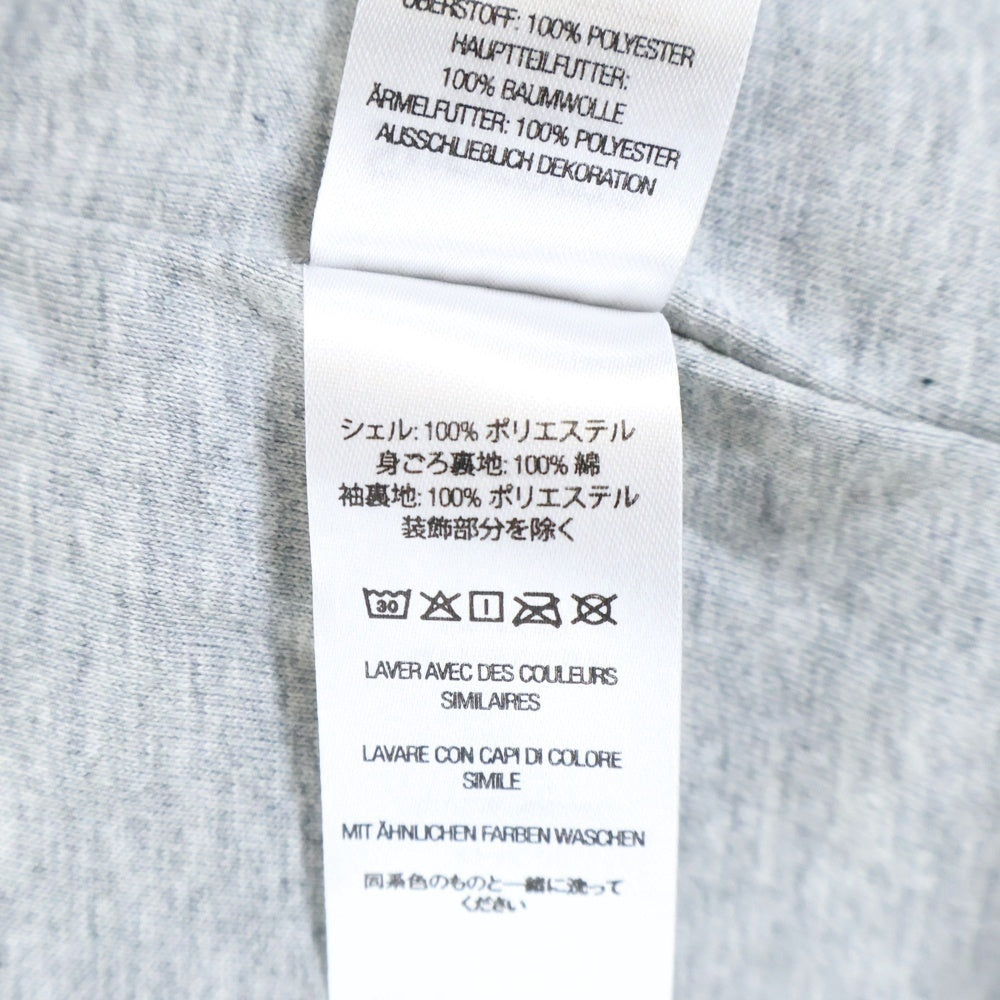 ÜBERSTOFF: 100% POLYESTER
HAUPTTEILFUTTER:
100% BAUMWOLLE
ÄRMELFUTTER: 100% POLYESTER
AUSSCHLIEẞLICH DEKORATION
シェル: 100% ポリエステル
身ごろ裏地: 100% 綿
袖裏地: 100% ポリエステル
装飾部分を除く
30
LAVER AVEC DES COULEURS
SIMILAIRES
LAVARE CON CAPI DI COLORE
SIMILE
MIT ÄHNLICHEN FARBEN WASCHEN
同系色のものと一緒に洗って
ください